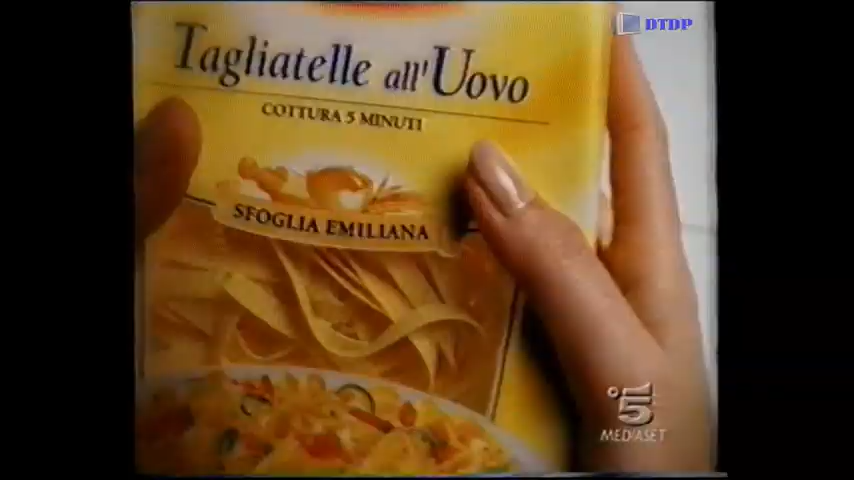 DTDP
Tagliatelle all'Uovo
COTTURA 5 MINUTI
SFOGLIA EMILIANA
5
MEDIASET